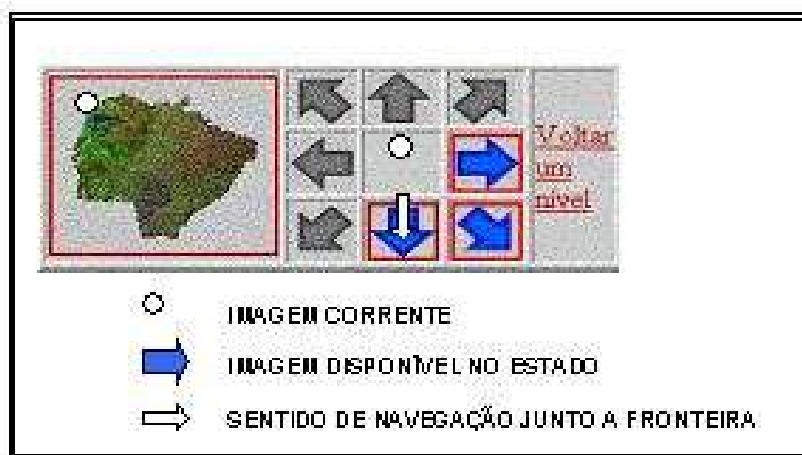 Voltar
um
nível
IMAGEM CORRENTE
IMAGEM DISPONÍVEL NO ESTADO
SENTIDO DE NAVEGAÇÃO JUNTO A FRONTEIRA